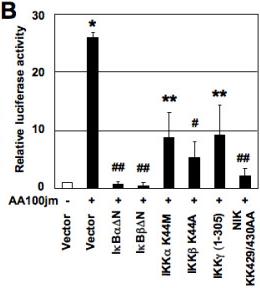 B
Relative luciferase activity
30
20
10
0
*
##
##
**
#
**
##
AA100jm - + + + + + + +
Vector
Vector
IκBαΔN
IκBβΔN
IKKα K44M
IKKβ K44A
IKKγ (1-305)
NIK
KK429/430AA